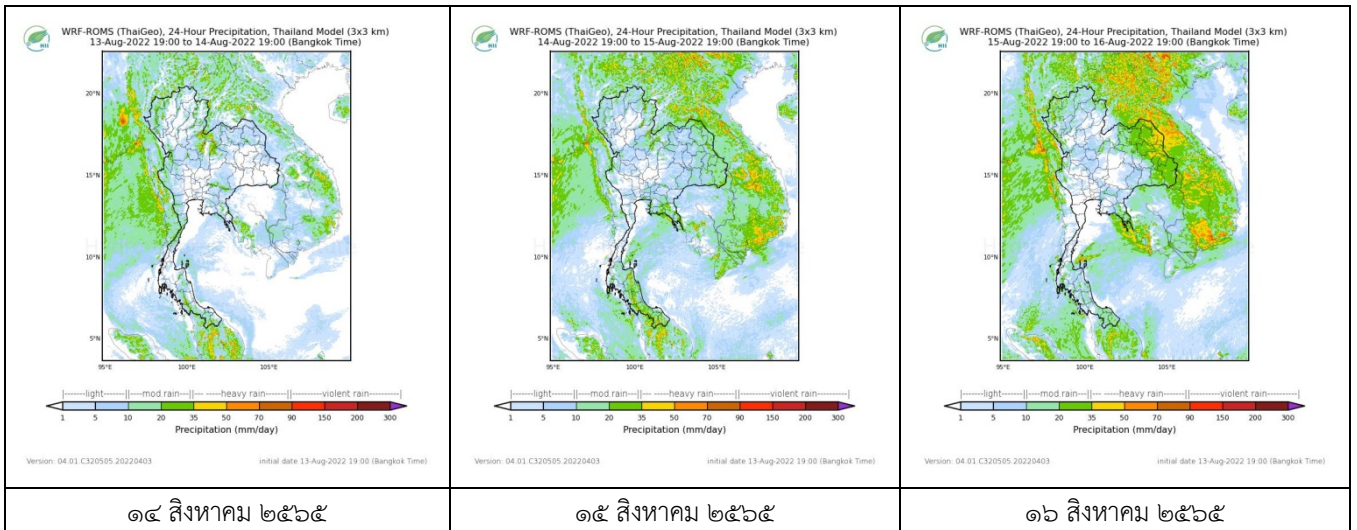 HII
WRF-ROMS (ThaiGeo), 24-Hour Precipitation, Thailand Model (3x3 km)
13-Aug-2022 19:00 to 14-Aug-2022 19:00 (Bangkok Time)
20°N
15°N
10°N
5°N
95°E 100°E 105°E
|-------light------||---mod.rain---||--- ----heavy rain----||-------violent rain-------|
1 5 10 20 35 50 70 90 150 200 300
Precipitation (mm/day)
Version: 04.01.C320505.20220403 initial date 13-Aug-2022 19:00 (Bangkok Time)
๑๔ สิงหาคม ๒๕๖๕
HII
WRF-ROMS (ThaiGeo), 24-Hour Precipitation, Thailand Model (3x3 km)
14-Aug-2022 19:00 to 15-Aug-2022 19:00 (Bangkok Time)
20°N
15°N
10°N
5°N
95°E 100°E 105°E
|-------light------||---mod.rain---||--- ----heavy rain----||-------violent rain-------|
1 5 10 20 35 50 70 90 150 200 300
Precipitation (mm/day)
Version: 04.01.C320505.20220403 initial date 13-Aug-2022 19:00 (Bangkok Time)
๑๕ สิงหาคม ๒๕๖๕
HII
WRF-ROMS (ThaiGeo), 24-Hour Precipitation, Thailand Model (3x3 km)
15-Aug-2022 19:00 to 16-Aug-2022 19:00 (Bangkok Time)
20°N
15°N
10°N
5°N
95°E 100°E 105°E
|-------light------||---mod.rain---||--- ----heavy rain----||-------violent rain-------|
1 5 10 20 35 50 70 90 150 200 300
Precipitation (mm/day)
Version: 04.01.C320505.20220403 initial date 13-Aug-2022 19:00 (Bangkok Time)
๑๖ สิงหาคม ๒๕๖๕